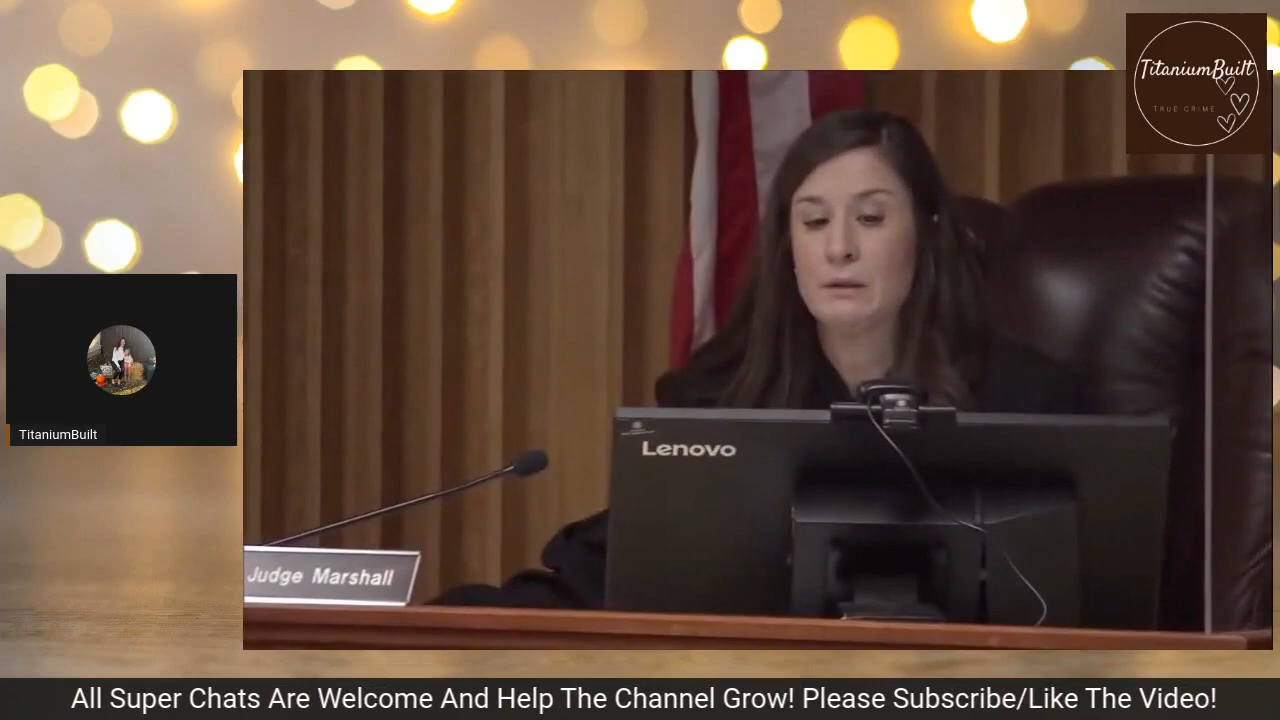 TitaniumBuilt
TRUE CRIME
Lenovo
TitaniumBuilt
Judge Marshall
All Super Chats Are Welcome And Help The Channel Grow! Please Subscribe/Like The Video!